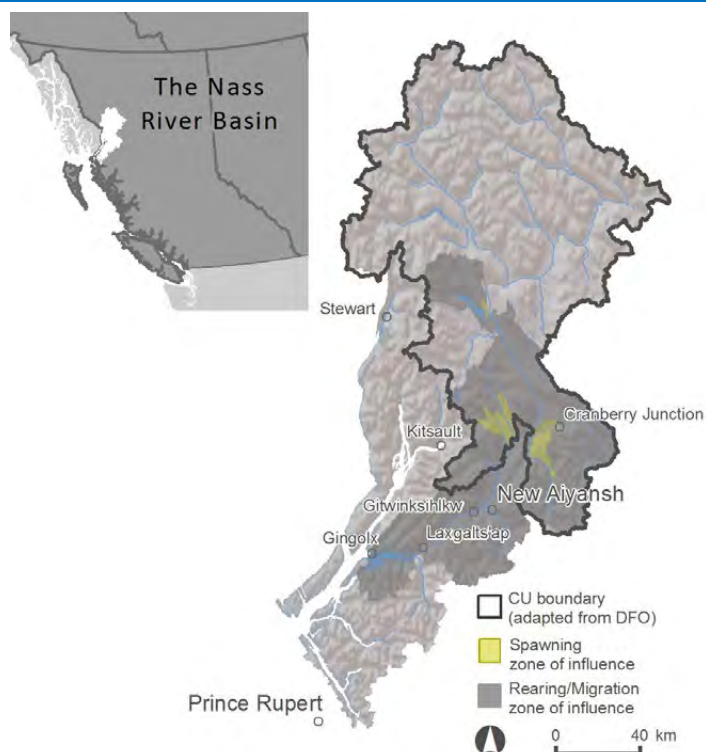 The Nass
River Basin
Stewart
Cranberry Junction
Kitsault
New Aiyansh
Gitwinksihlkw
Laxgalts'ap
Gingolx
CU boundary
(adapted from DFO)
Spawning
zone of influence
Rearing/Migration
zone of influence
Prince Rupert
0 40 km